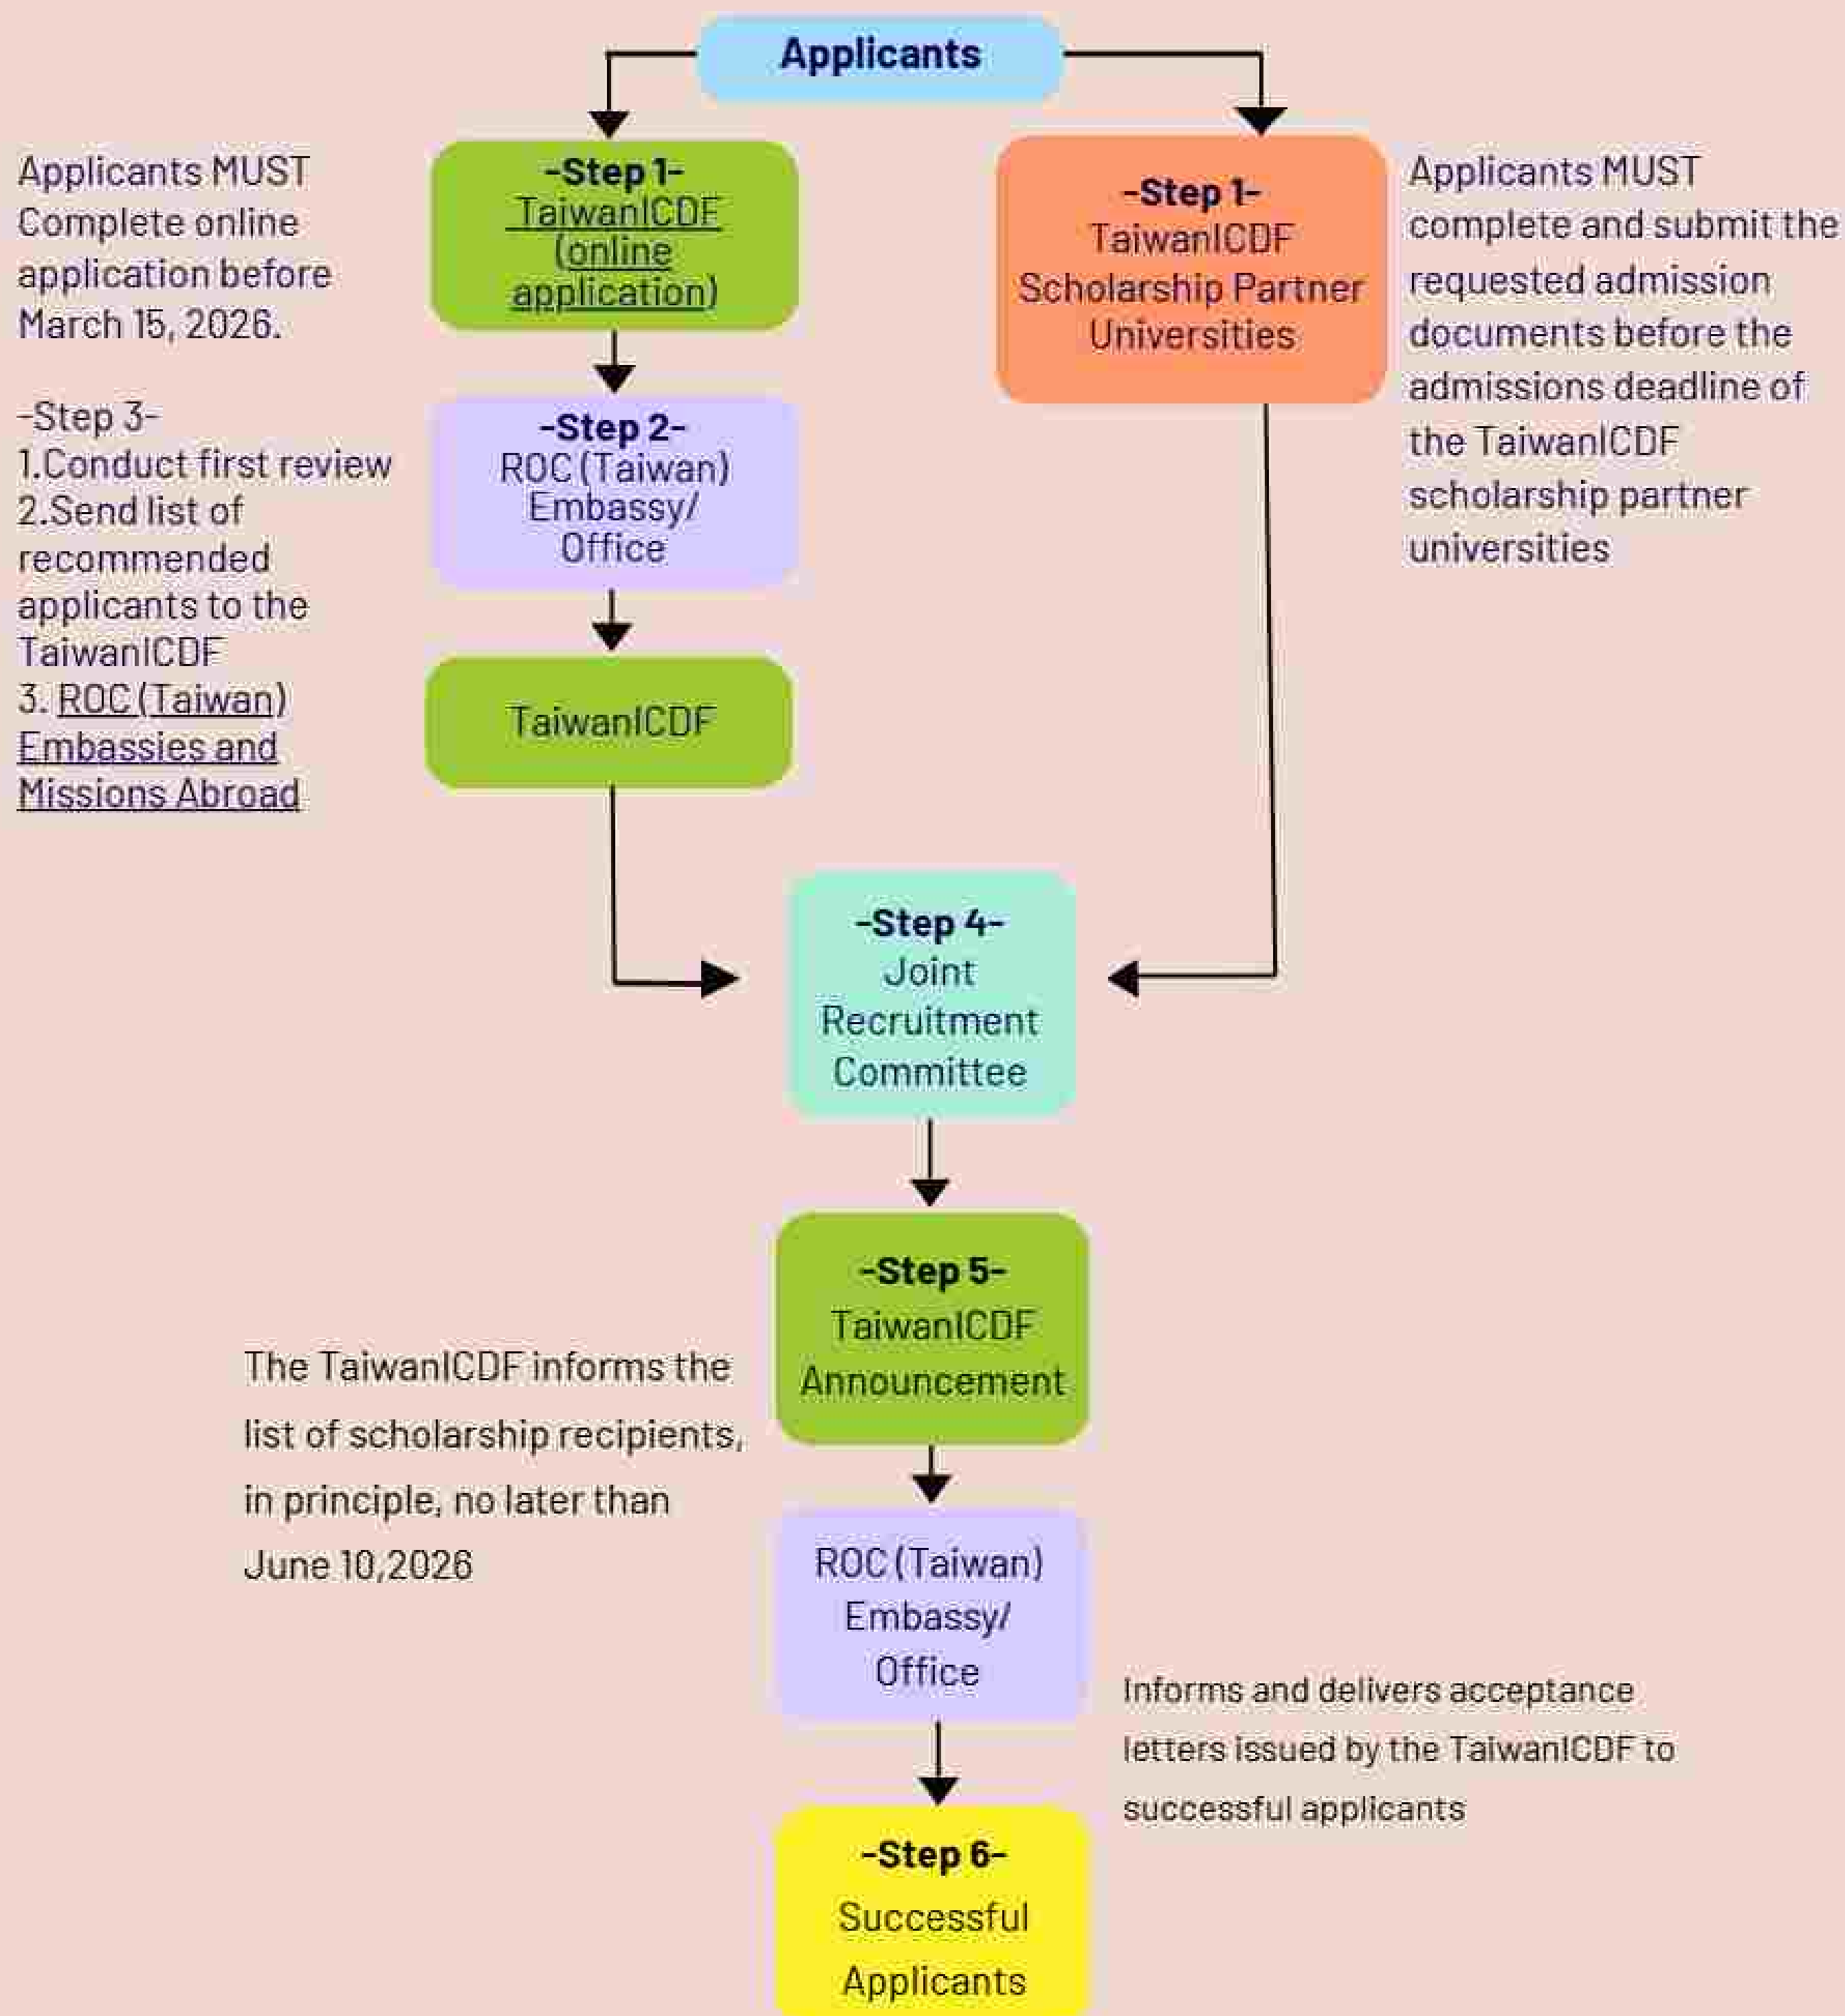 Applicants
Applicants MUST
Complete online
application before
March 15, 2026.
-Step 1-
TaiwanICDF
(online
application)
-Step 1-
TaiwanICDF
Scholarship Partner
Universities
Applicants MUST
complete and submit the
requested admission
documents before the
admissions deadline of
the TaiwanICDF
scholarship partner
universities
-Step 3-
1.Conduct first review
2.Send list of
recommended
applicants to the
TaiwanICDF
3. ROC (Taiwan)
Embassies and
Missions Abroad
-Step 2-
ROC (Taiwan)
Embassy/
Office
TaiwanICDF
-Step 4-
Joint
Recruitment
Committee
-Step 5-
TaiwanICDF
Announcement
The TaiwanICDF informs the
list of scholarship recipients,
in principle, no later than
June 10,2026
ROC (Taiwan)
Embassy/
Office
Informs and delivers acceptance
letters issued by the TaiwanICDF to
successful applicants
-Step 6-
Successful
Applicants